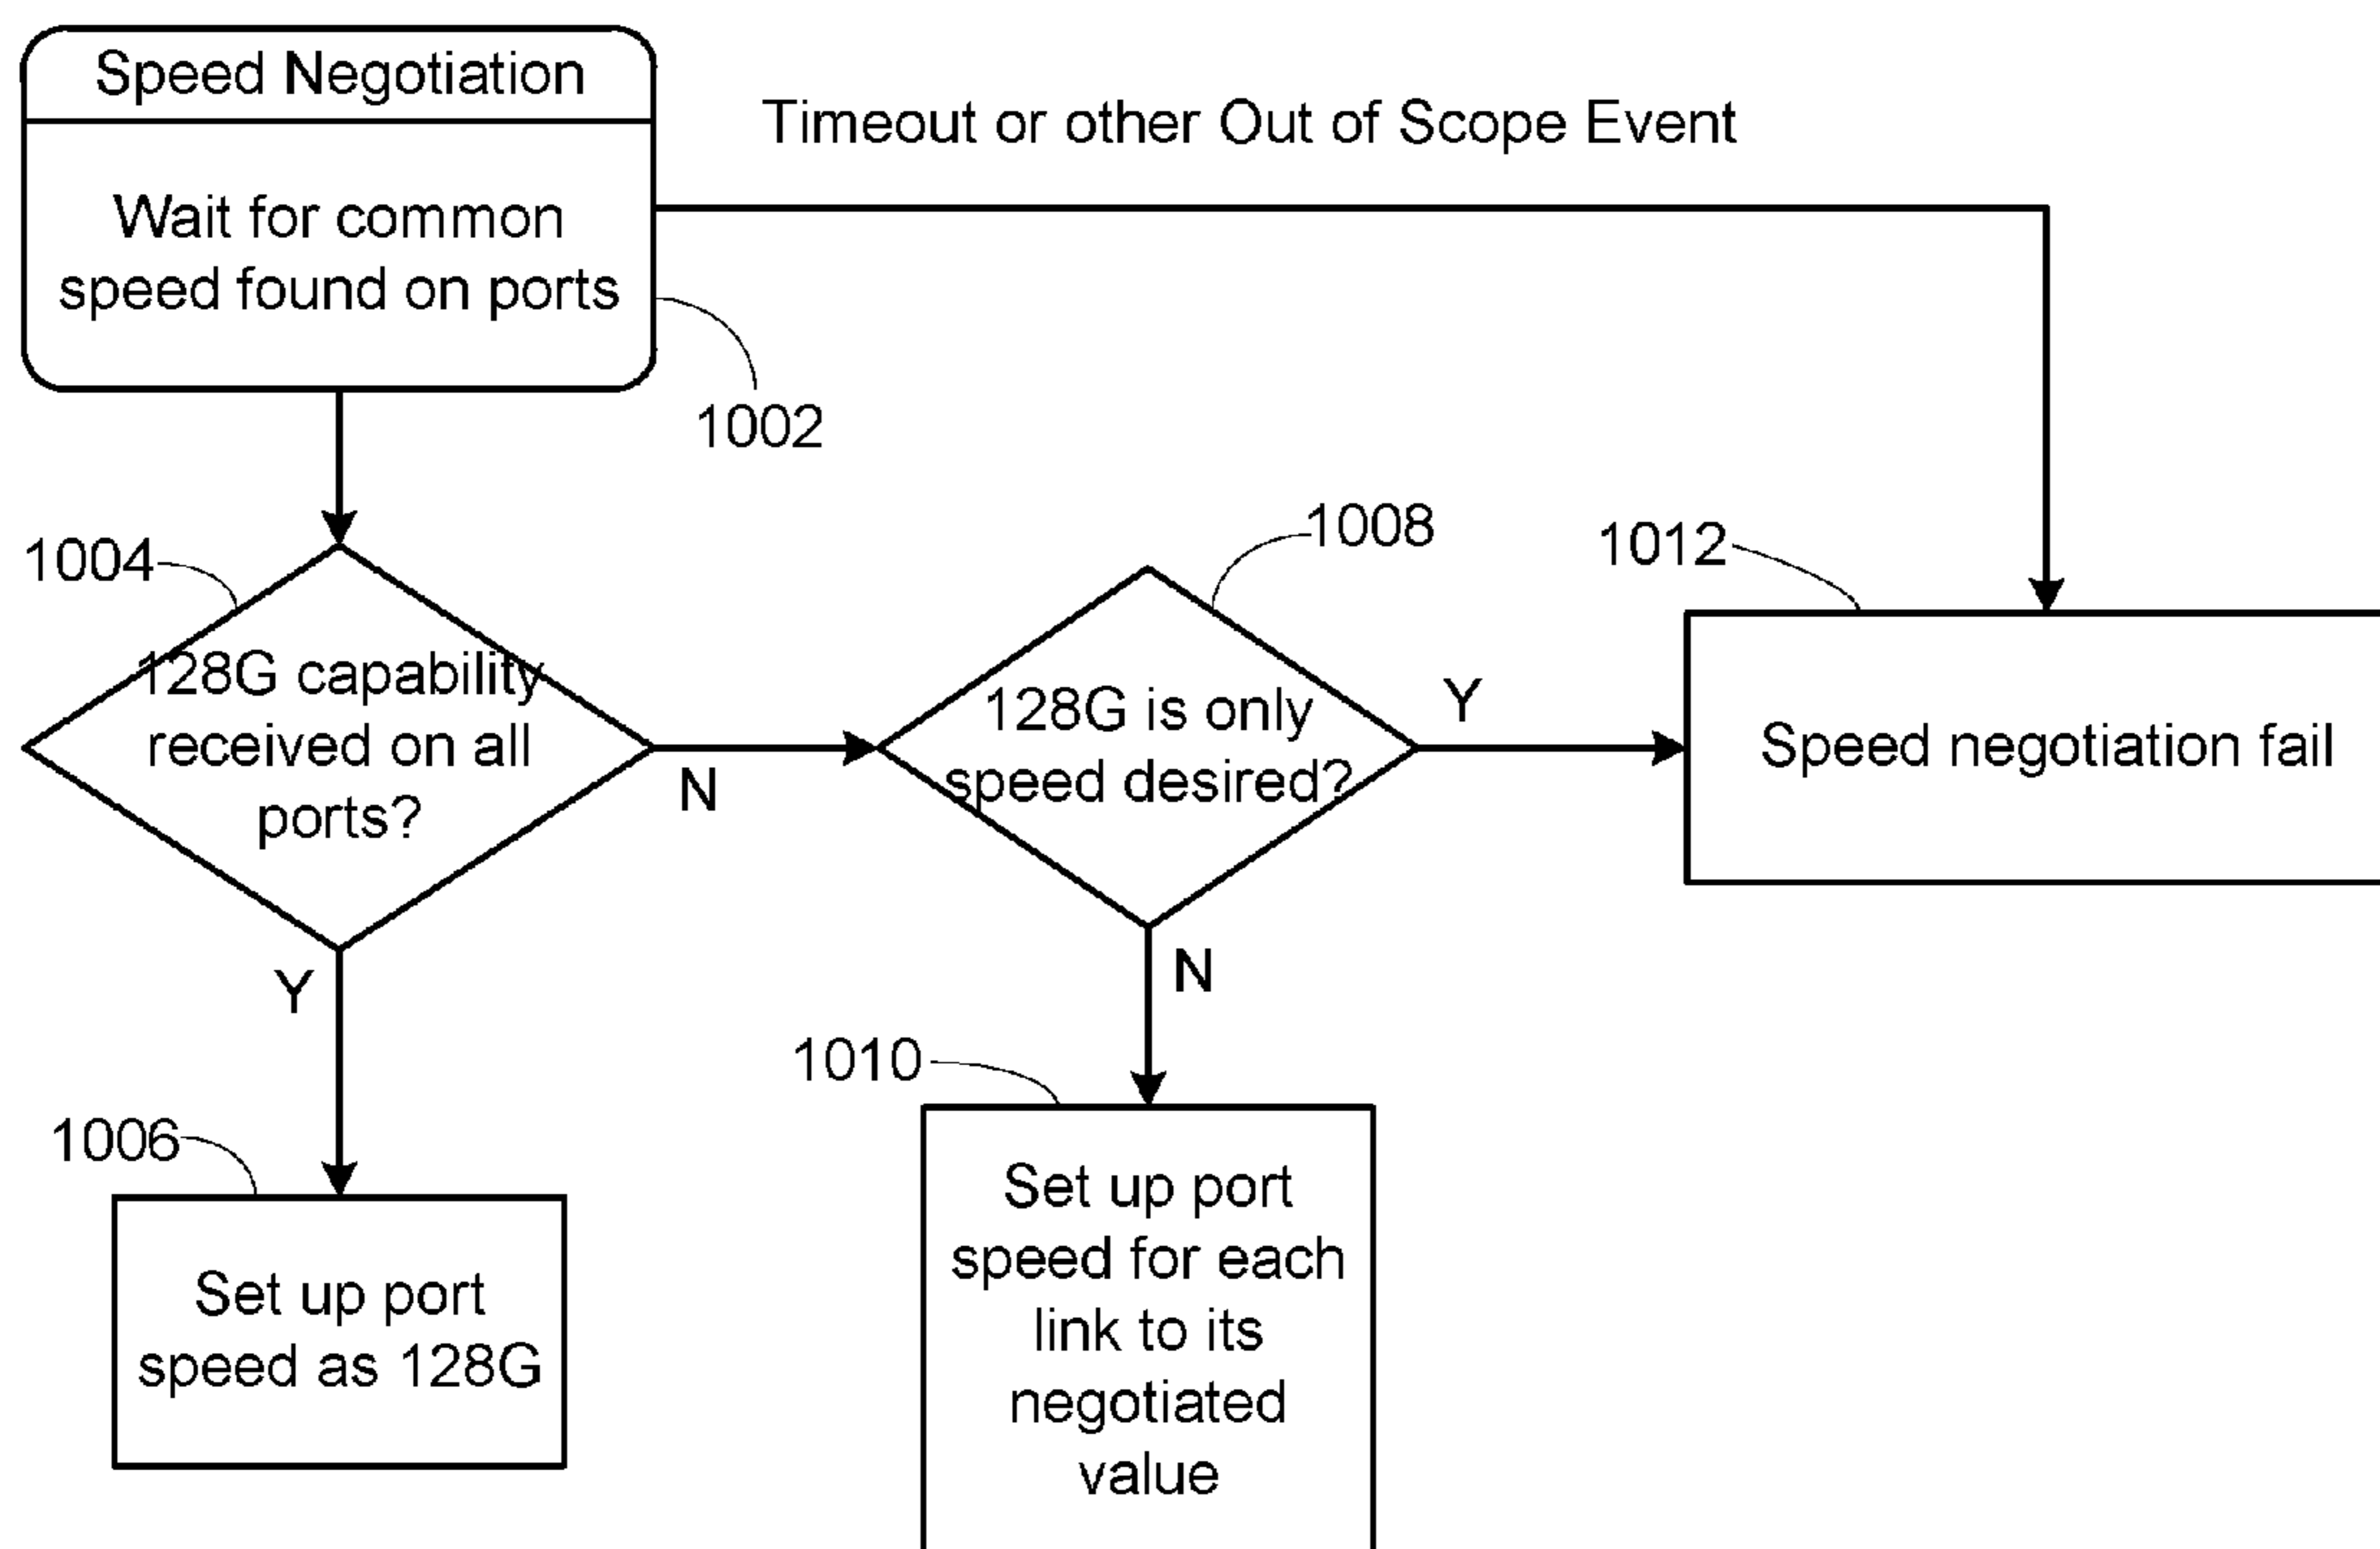 Speed Negotiation
Timeout or other Out of Scope Event
Wait for common
speed found on ports
1002
1004
128G capability
received on all
ports?
N
Y
1008
128G is only
speed desired?
Y
N
1012
Speed negotiation fail
1006
Set up port
speed as 128G
1010
Set up port
speed for each
link to its
negotiated
value